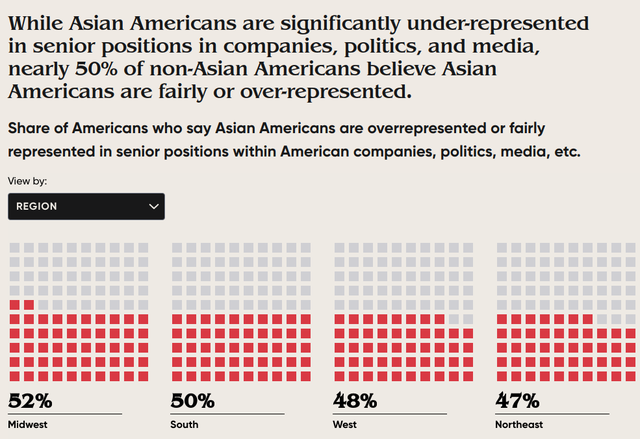 While Asian Americans are significantly under-represented
in senior positions in companies, politics, and media,
nearly 50% of non-Asian Americans believe Asian
Americans are fairly or over-represented.
Share of Americans who say Asian Americans are overrepresented or fairly
represented in senior positions within American companies, politics, media, etc.
View by:
REGION
52%
Midwest
50%
South
48%
West
47%
Northeast